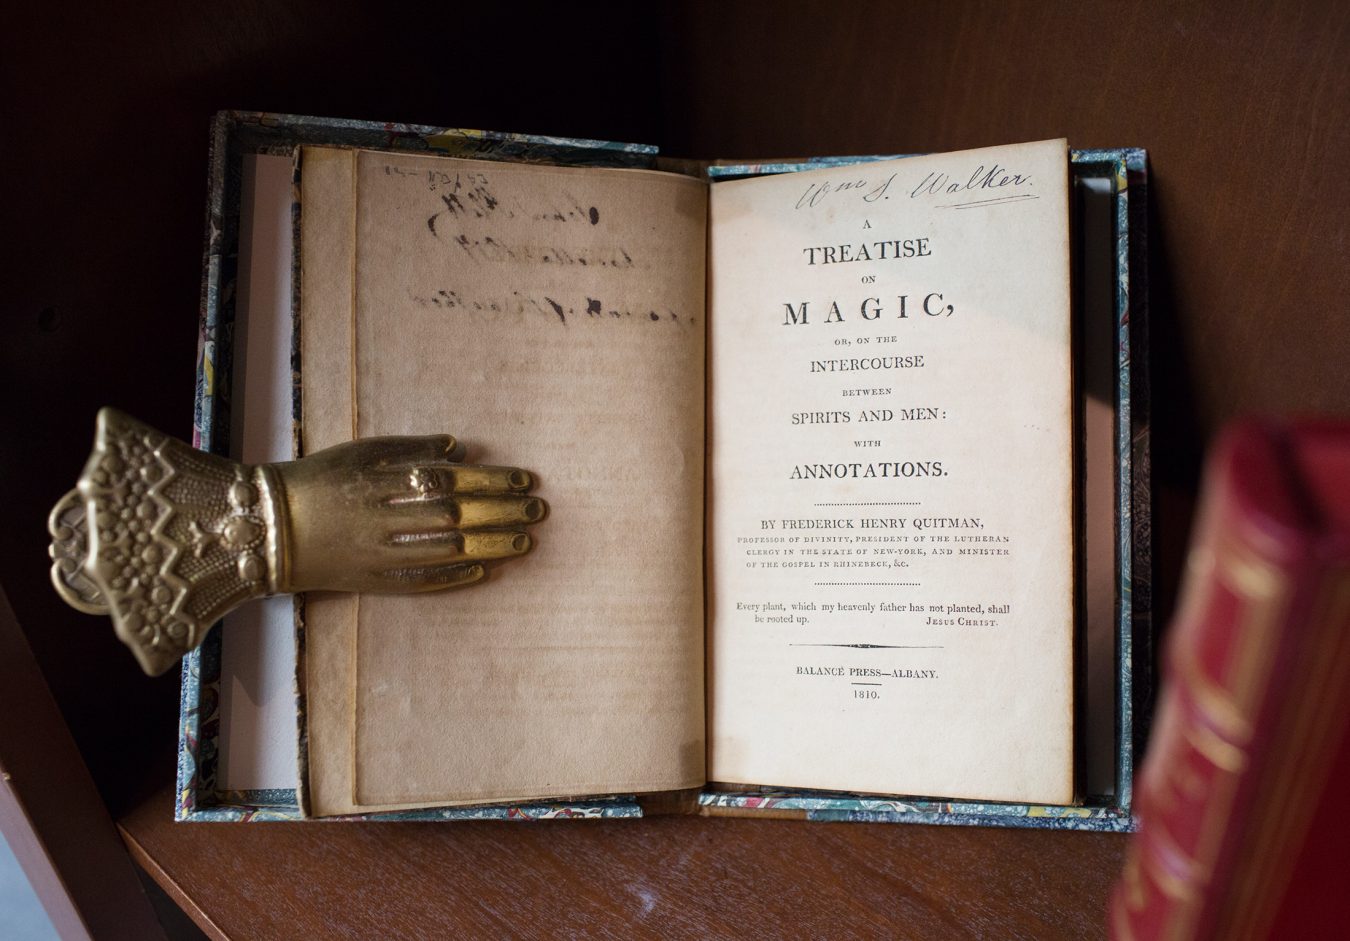 Wm S. Walker.
A
TREATISE
ON
MAGIC,
OR, ON THE
INTERCOURSE
BETWEEN
SPIRITS AND MEN:
WITH
ANNOTATIONS.
BY FREDERICK HENRY QUITMAN,
PROFESSOR OF DIVINITY, PRESIDENT OF THE LUTHERAN
CLERGY IN THE STATE OF NEW-YORK, AND MINISTER
OF THE GOSPEL IN RHINEBECK, &C.
Every plant, which my heavenly father has not planted, shall
be rooted up. JESUS CHRIST.
BALANCE PRESS—ALBANY.
1810.